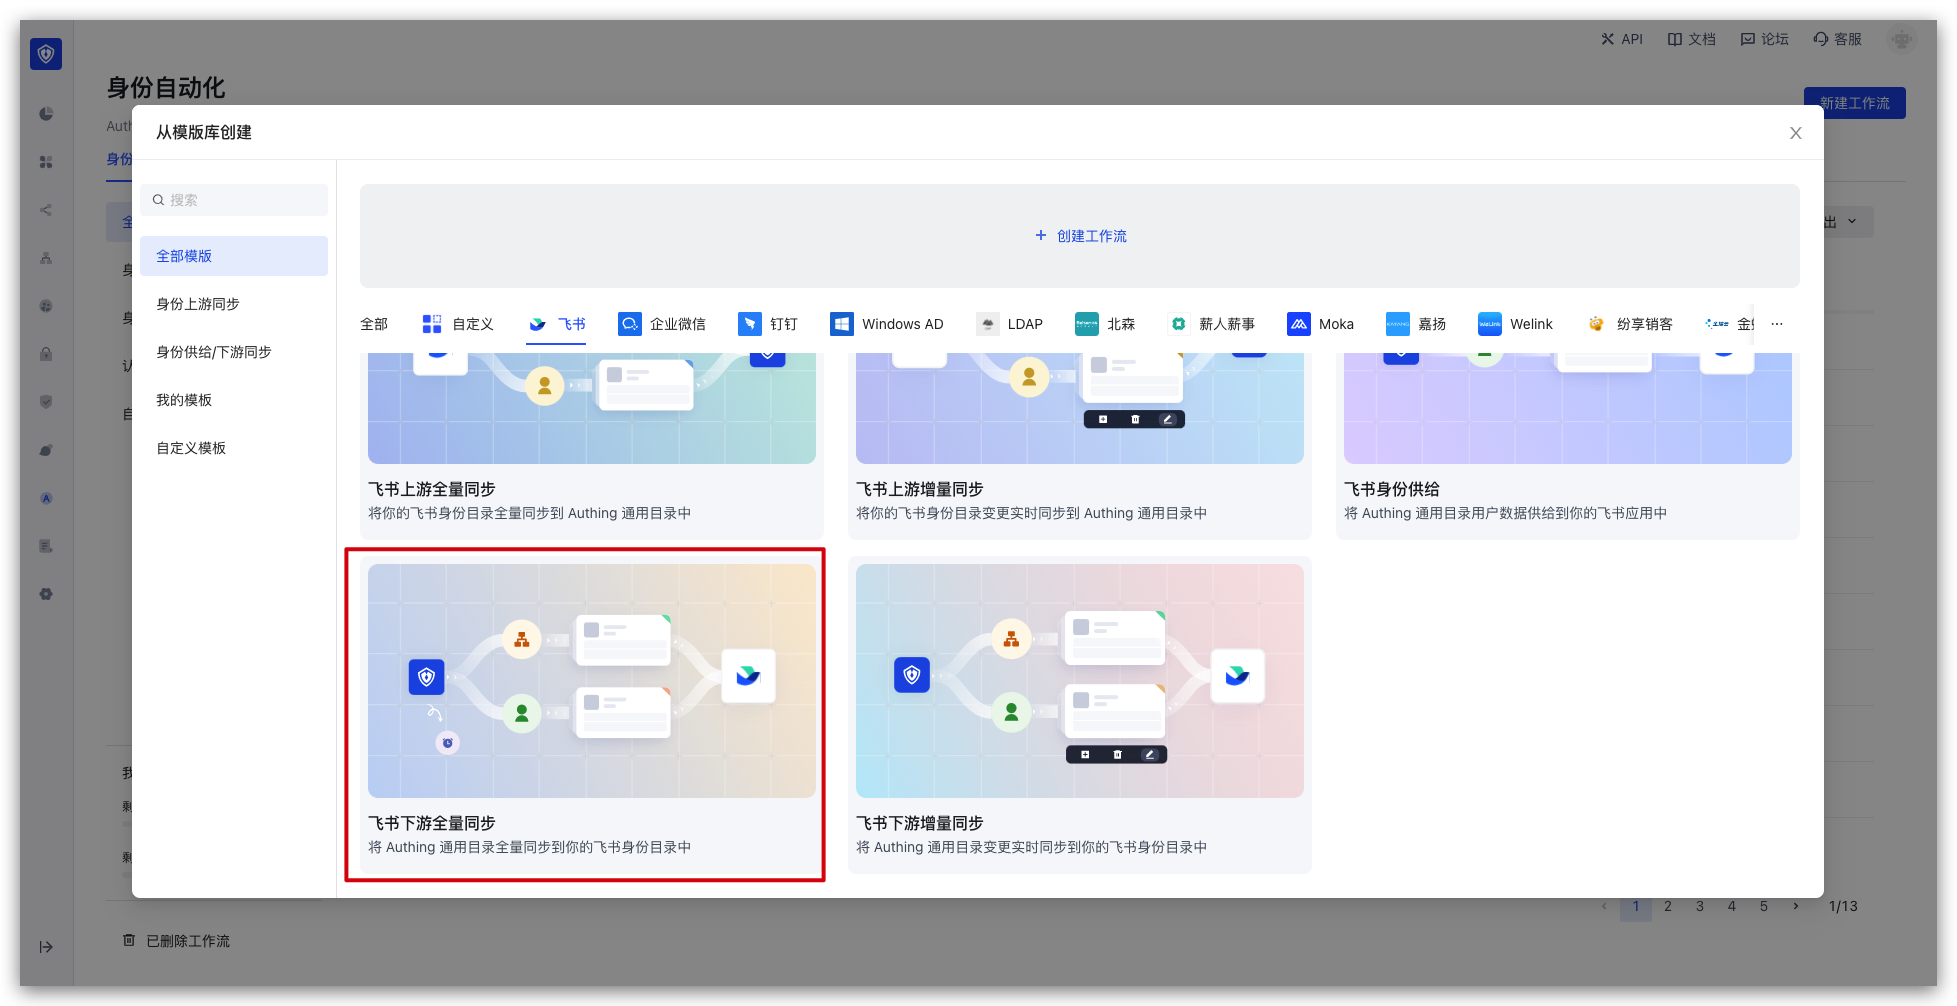 API
文档
论坛
客服
身份自动化
新建工作流
Auth
身份
从模版库创建
搜索
全部模版
身份上游同步
身份供给/下游同步
我的模板
自定义模板
创建工作流
全部
自定义
飞书
企业微信
钉钉
Windows AD
LDAP
北森
薪人薪事
Moka
嘉扬
Welink
纷享销客
出
飞书上游全量同步
将你的飞书身份目录全量同步到 Authing 通用目录中
飞书上游增量同步
将你的飞书身份目录变更实时同步到 Authing 通用目录中
飞书身份供给
将 Authing 通用目录用户数据供给到你的飞书应用中
飞书下游全量同步
将 Authing 通用目录全量同步到你的飞书身份目录中
飞书下游增量同步
将 Authing 通用目录变更实时同步到你的飞书身份目录中
1 2 3 4 5 1/13
已删除工作流